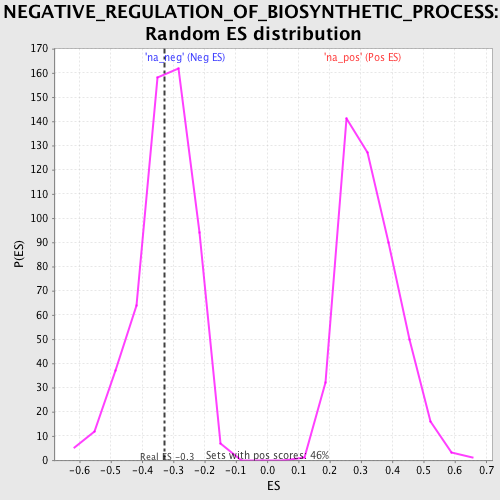 NEGATIVE_REGULATION_OF_BIOSYNTHETIC_PROCESS:
Random ES distribution
'na_neg' (Neg ES)
'na_pos' (Pos ES)
170
160
150
140
130
120
110
100
90
80
70
60
50
40
30
20
10
0
P(ES)
Real ES -0.3
Sets with pos scores: 46%
-0.6 -0.5 -0.4 -0.3 -0.2 -0.1 0.0 0.1 0.2 0.3 0.4 0.5 0.6 0.7
ES